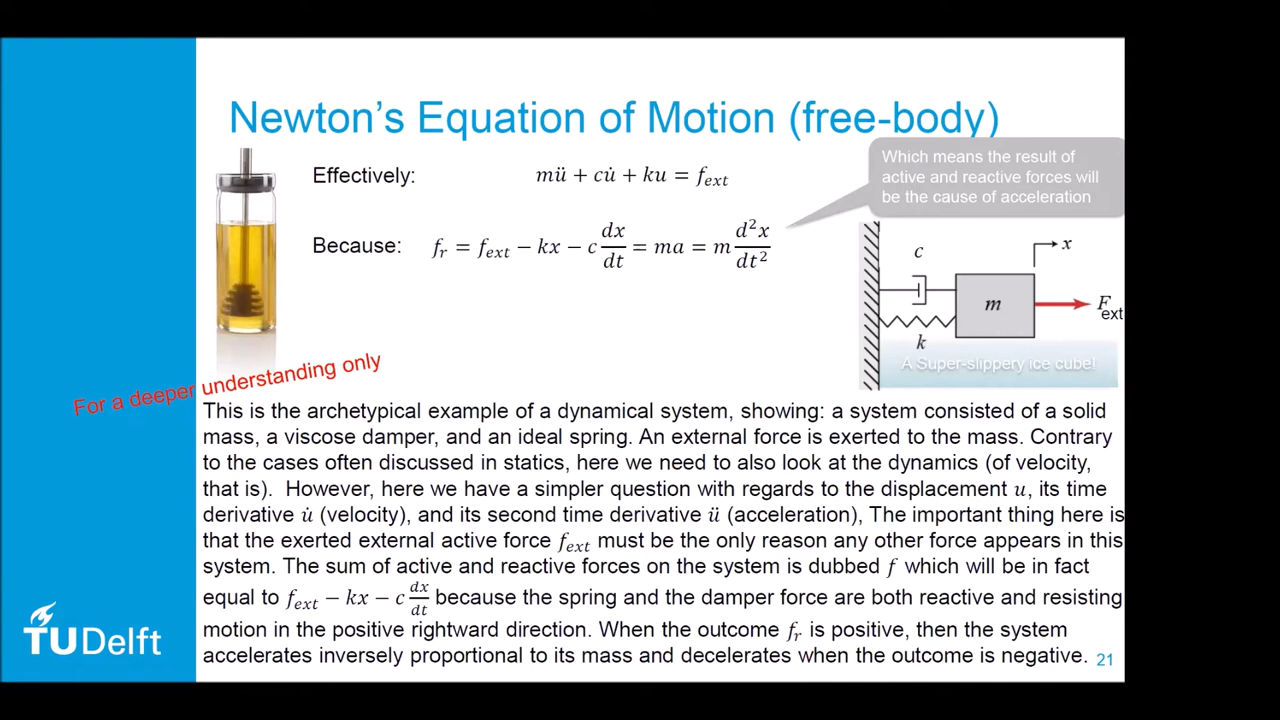 Newton's Equation of Motion (free-body)
Which means the result of
active and reactive forces will
be the cause of acceleration
Effectively: mü + cu̇ + ku = f_ext
Because: f_r = f_ext − kx − c dx/dt = ma = m d²x/dt²
c
x
m
F_ext
k
A Super-slippery ice cube!
For a deeper understanding only
This is the archetypical example of a dynamical system, showing: a system consisted of a solid
mass, a viscose damper, and an ideal spring. An external force is exerted to the mass. Contrary
to the cases often discussed in statics, here we need to also look at the dynamics (of velocity,
that is). However, here we have a simpler question with regards to the displacement u, its time
derivative u̇ (velocity), and its second time derivative ü (acceleration), The important thing here is
that the exerted external active force f_ext must be the only reason any other force appears in this
system. The sum of active and reactive forces on the system is dubbed f which will be in fact
equal to f_ext − kx − c dx/dt because the spring and the damper force are both reactive and resisting
motion in the positive rightward direction. When the outcome f_r is positive, then the system
accelerates inversely proportional to its mass and decelerates when the outcome is negative.
TUDelft
21